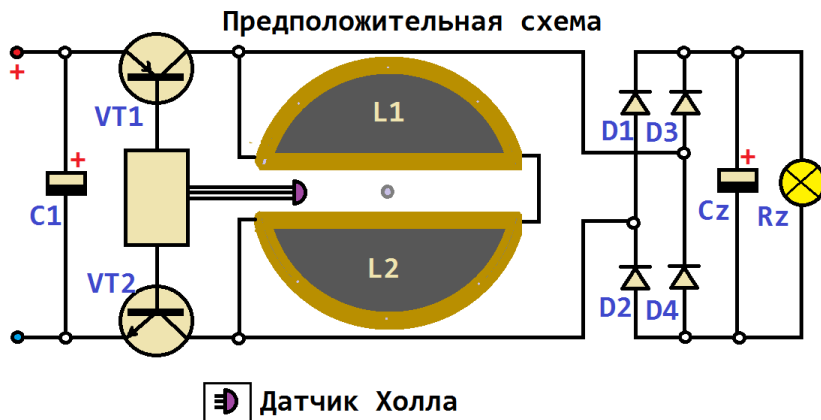 Предположительная схема
+
VT1
L1
D1 D3
+
C1
+
Cz
Rz
VT2
L2
D2 D4
Датчик Холла